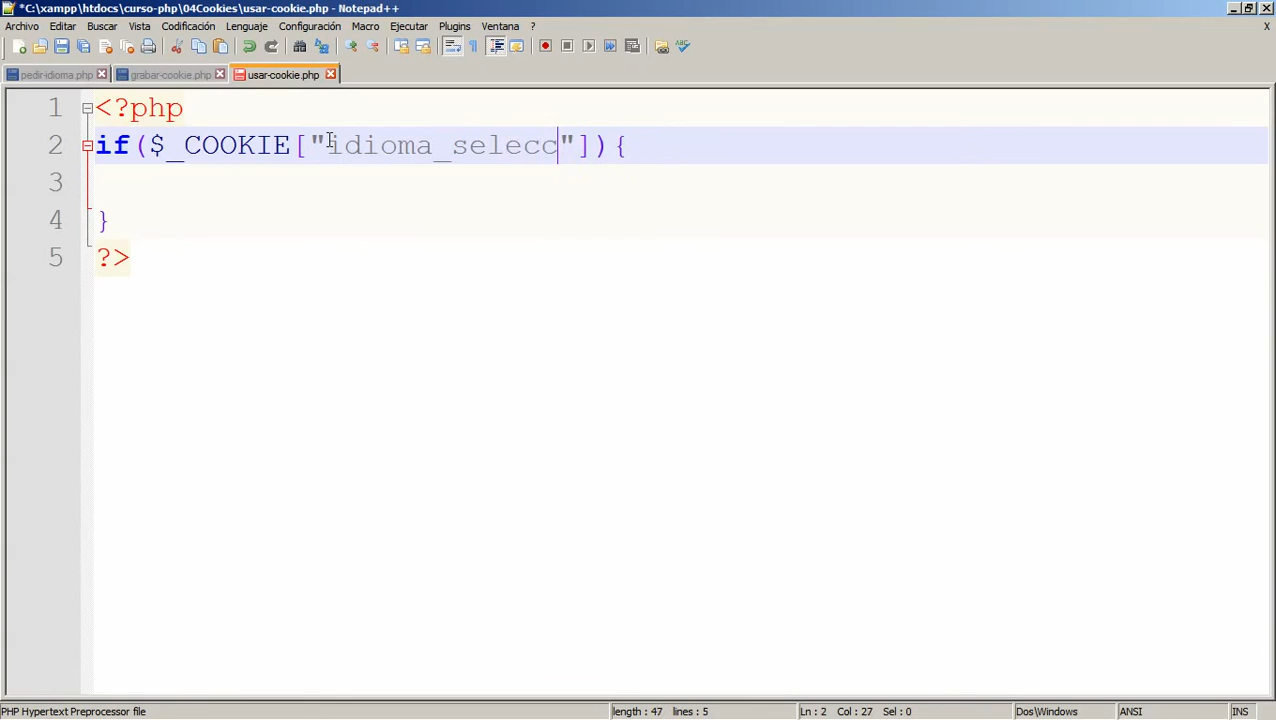 *C:\xampp\htdocs\curso-php\04Cookies\usar-cookie.php - Notepad++
Archivo Editar Buscar Vista Codificación Lenguaje Configuración Macro Ejecutar Plugins Ventana ? X
pedir-idioma.php grabar-cookie.php usar-cookie.php
1 <?php
2 if($_COOKIE["idioma_selecc"]){
3
4 }
5 ?>
PHP Hypertext Preprocessor file length : 47 lines : 5 Ln : 2 Col : 27 Sel : 0 Dos\Windows ANSI INS